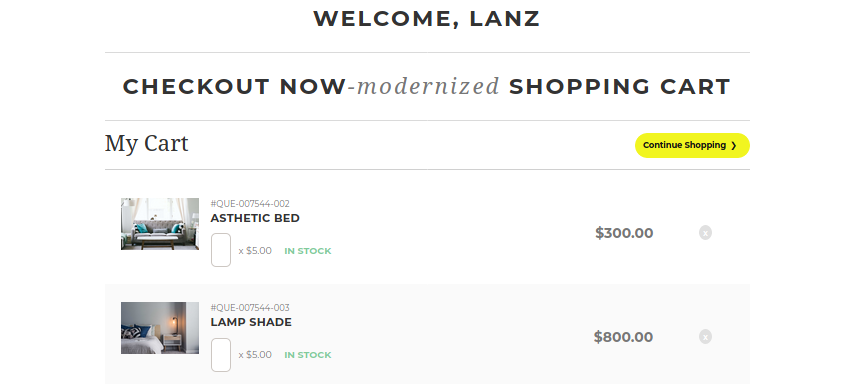 WELCOME, LANZ
CHECKOUT NOW-modernized SHOPPING CART
My Cart
Continue Shopping ❯
#QUE-007544-002
ASTHETIC BED
x $5.00 IN STOCK
$300.00
x
#QUE-007544-003
LAMP SHADE
x $5.00 IN STOCK
$800.00
x